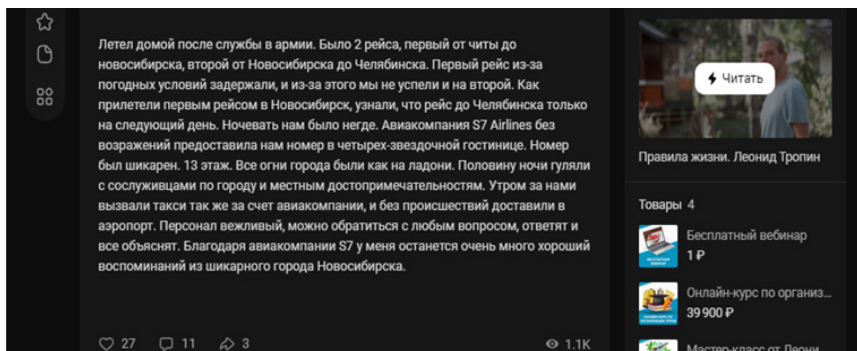 Летел домой после службы в армии. Было 2 рейса, первый от читы до
новосибирска, второй от Новосибирска до Челябинска. Первый рейс из-за
погодных условий задержали, и из-за этого мы не успели и на второй. Как
прилетели первым рейсом в Новосибирск, узнали, что рейс до Челябинска только
на следующий день. Ночевать нам было негде. Авиакомпания S7 Airlines без
возражений предоставила нам номер в четырех-звездочной гостинице. Номер
был шикарен. 13 этаж. Все огни города были как на ладони. Половину ночи гуляли
с сослуживцами по городу и местным достопримечательностям. Утром за нами
вызвали такси так же за счет авиакомпании, и без происшествий доставили в
аэропорт. Персонал вежливый, можно обратиться с любым вопросом, ответят и
все объяснят. Благодаря авиакомпании S7 у меня останется очень много хороший
воспоминаний из шикарного города Новосибирска.
27 11 3 1.1K
Читать
Правила жизни. Леонид Тропин
Товары 4
Бесплатный вебинар
1 ₽
Онлайн-курс по организ...
39 900 ₽
Мастер-класс от Леони